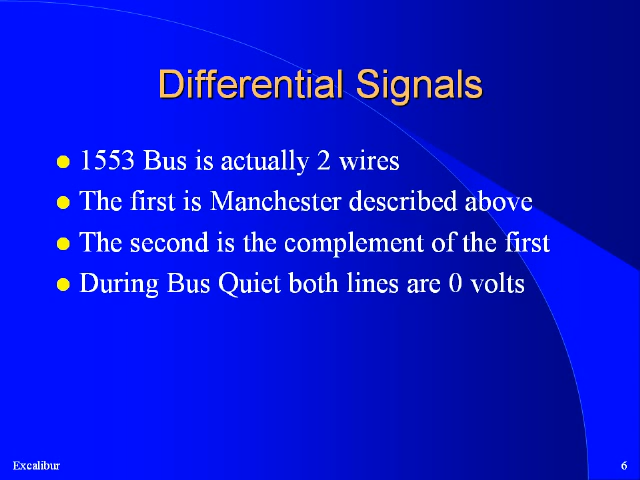 Differential Signals
1553 Bus is actually 2 wires
The first is Manchester described above
The second is the complement of the first
During Bus Quiet both lines are 0 volts
Excalibur
6